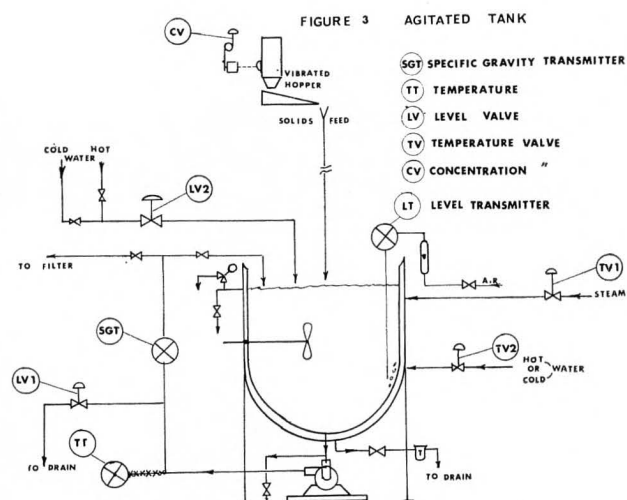 FIGURE 3 AGITATED TANK
CV
VIBRATED
HOPPER
SOLIDS FEED
SGT SPECIFIC GRAVITY TRANSMITTER
TT TEMPERATURE
LV LEVEL VALVE
TV TEMPERATURE VALVE
CV CONCENTRATION "
LT LEVEL TRANSMITTER
COLD HOT
WATER
LV2
TO FILTER
AIR
TV1
STEAM
SGT
TV2
HOT
OR
COLD
WATER
LV1
TO DRAIN
TT
T
TO DRAIN